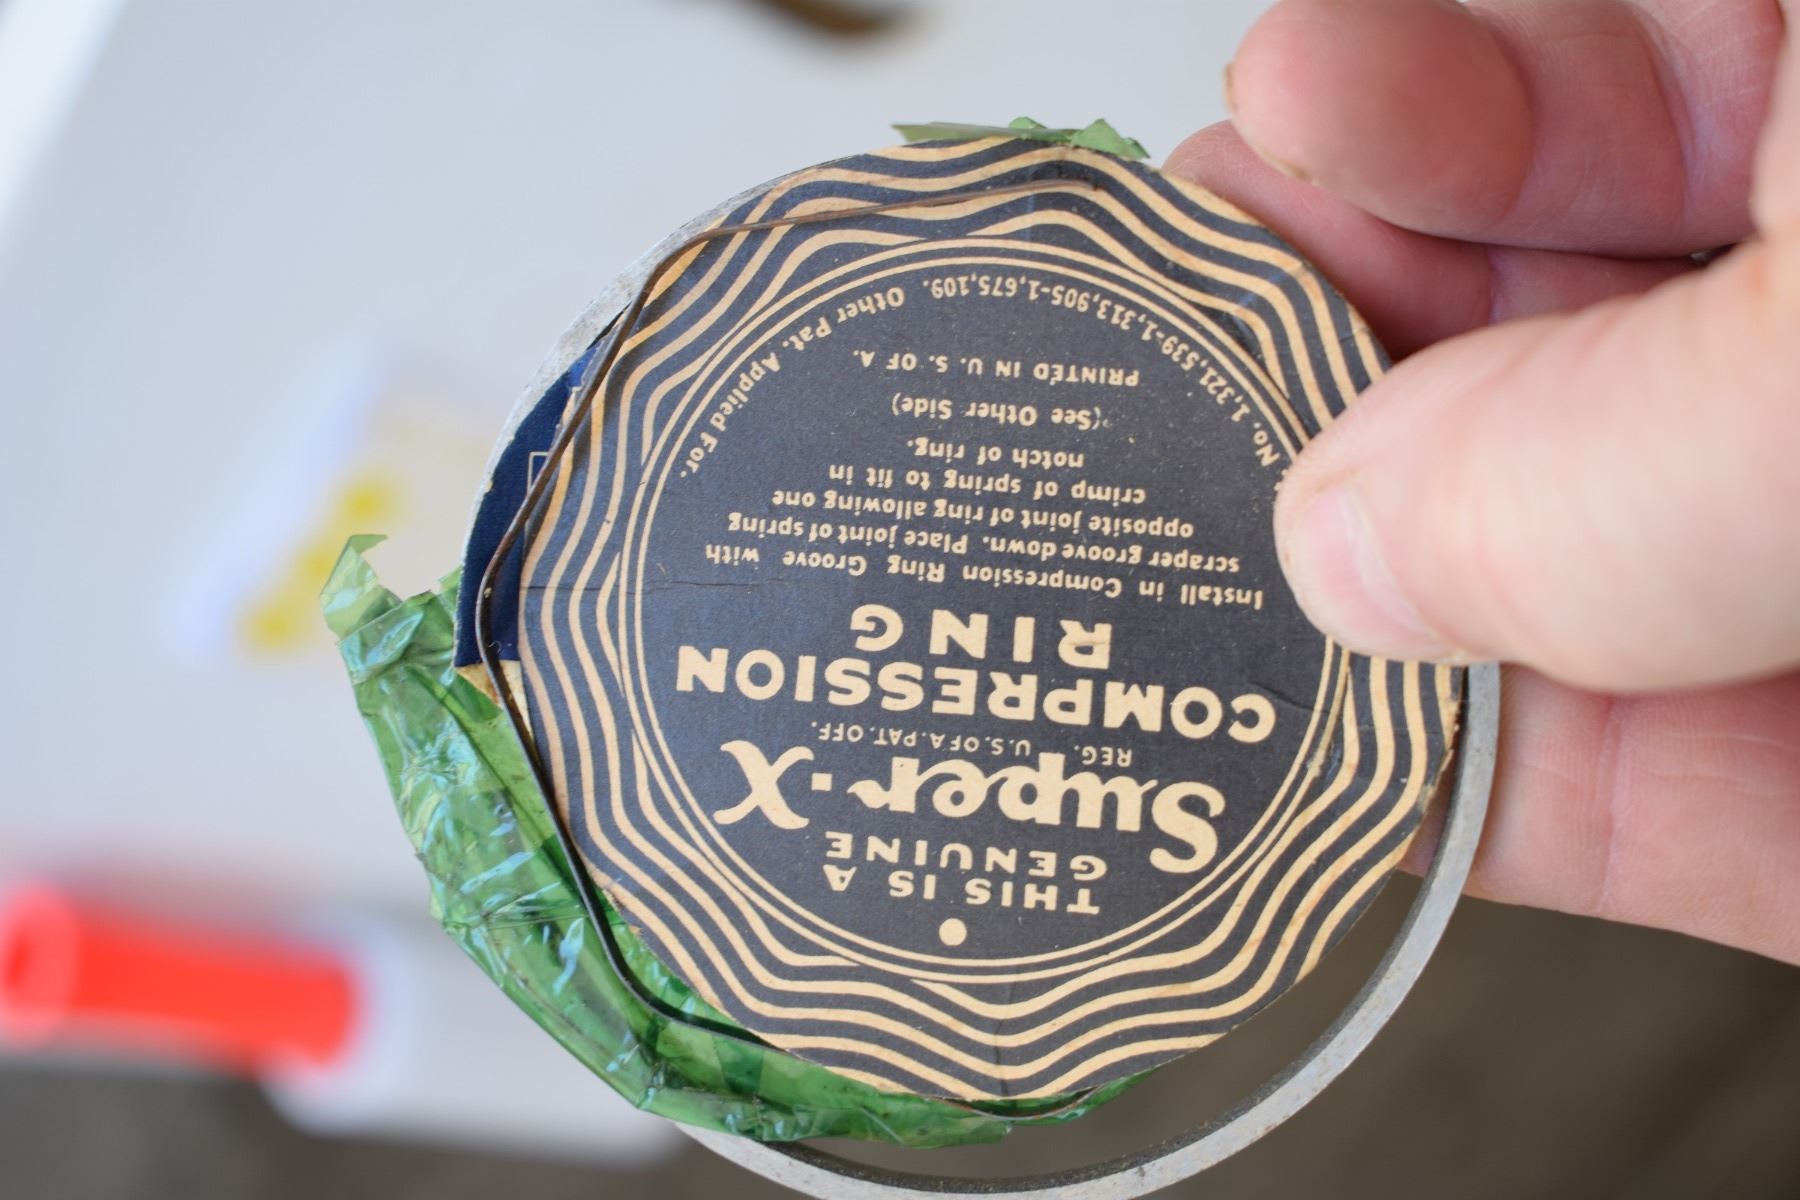 THIS IS A
GENUINE
Super-X
REG. U.S. OF A. PAT. OFF.
COMPRESSION
RING
Install in Compression Ring Groove with
scraper groove down. Place joint of spring
opposite joint of ring allowing one
crimp of spring to fit in
notch of ring.
(See Other Side)
PRINTED IN U. S. OF A.
No. 1,321,539-1,313,905-1,675,109. Other Pat. Applied For.